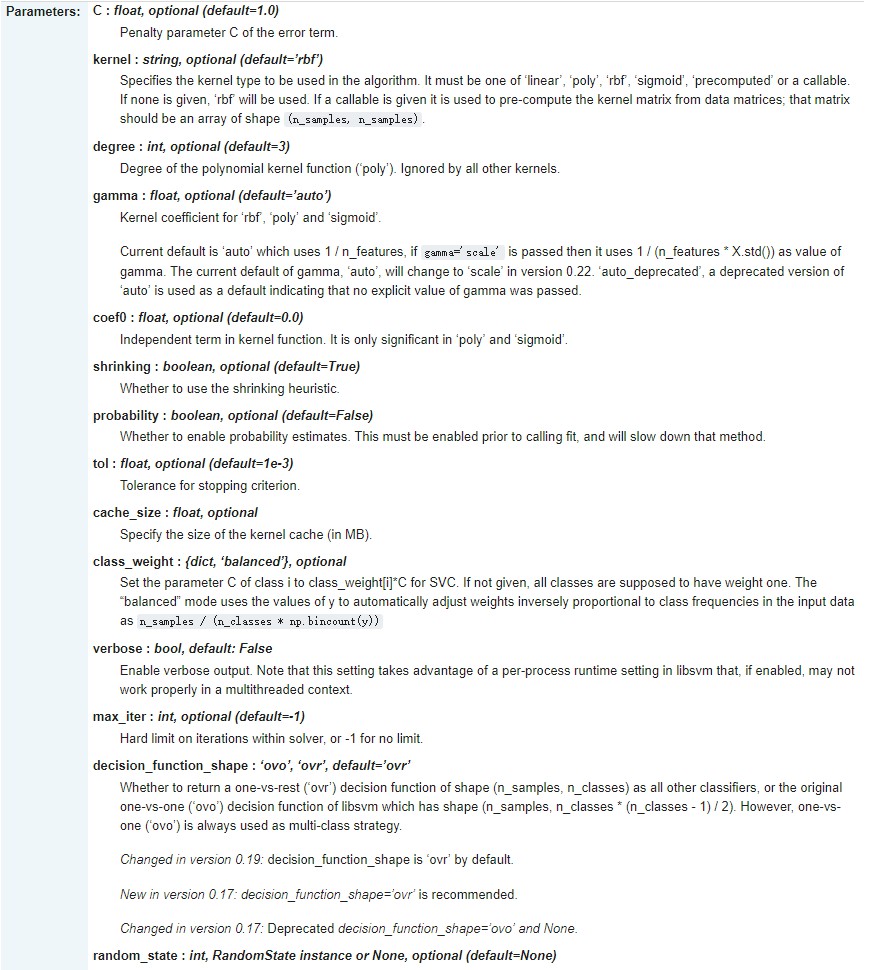 Parameters: C : float, optional (default=1.0)
Penalty parameter C of the error term.
kernel : string, optional (default=’rbf’)
Specifies the kernel type to be used in the algorithm. It must be one of ‘linear’, ‘poly’, ‘rbf’, ‘sigmoid’, ‘precomputed’ or a callable.
If none is given, ‘rbf’ will be used. If a callable is given it is used to pre-compute the kernel matrix from data matrices; that matrix
should be an array of shape (n_samples, n_samples).
degree : int, optional (default=3)
Degree of the polynomial kernel function (‘poly’). Ignored by all other kernels.
gamma : float, optional (default=’auto’)
Kernel coefficient for ‘rbf’, ‘poly’ and ‘sigmoid’.
Current default is ‘auto’ which uses 1 / n_features, if gamma='scale' is passed then it uses 1 / (n_features * X.std()) as value of
gamma. The current default of gamma, ‘auto’, will change to ‘scale’ in version 0.22. ‘auto_deprecated’, a deprecated version of
‘auto’ is used as a default indicating that no explicit value of gamma was passed.
coef0 : float, optional (default=0.0)
Independent term in kernel function. It is only significant in ‘poly’ and ‘sigmoid’.
shrinking : boolean, optional (default=True)
Whether to use the shrinking heuristic.
probability : boolean, optional (default=False)
Whether to enable probability estimates. This must be enabled prior to calling fit, and will slow down that method.
tol : float, optional (default=1e-3)
Tolerance for stopping criterion.
cache_size : float, optional
Specify the size of the kernel cache (in MB).
class_weight : {dict, ‘balanced’}, optional
Set the parameter C of class i to class_weight[i]*C for SVC. If not given, all classes are supposed to have weight one. The
“balanced” mode uses the values of y to automatically adjust weights inversely proportional to class frequencies in the input data
as n_samples / (n_classes * np.bincount(y))
verbose : bool, default: False
Enable verbose output. Note that this setting takes advantage of a per-process runtime setting in libsvm that, if enabled, may not
work properly in a multithreaded context.
max_iter : int, optional (default=-1)
Hard limit on iterations within solver, or -1 for no limit.
decision_function_shape : ‘ovo’, ‘ovr’, default=’ovr’
Whether to return a one-vs-rest (‘ovr’) decision function of shape (n_samples, n_classes) as all other classifiers, or the original
one-vs-one (‘ovo’) decision function of libsvm which has shape (n_samples, n_classes * (n_classes - 1) / 2). However, one-vs-
one (‘ovo’) is always used as multi-class strategy.
Changed in version 0.19: decision_function_shape is ‘ovr’ by default.
New in version 0.17: decision_function_shape=’ovr’ is recommended.
Changed in version 0.17: Deprecated decision_function_shape=’ovo’ and None.
random_state : int, RandomState instance or None, optional (default=None)